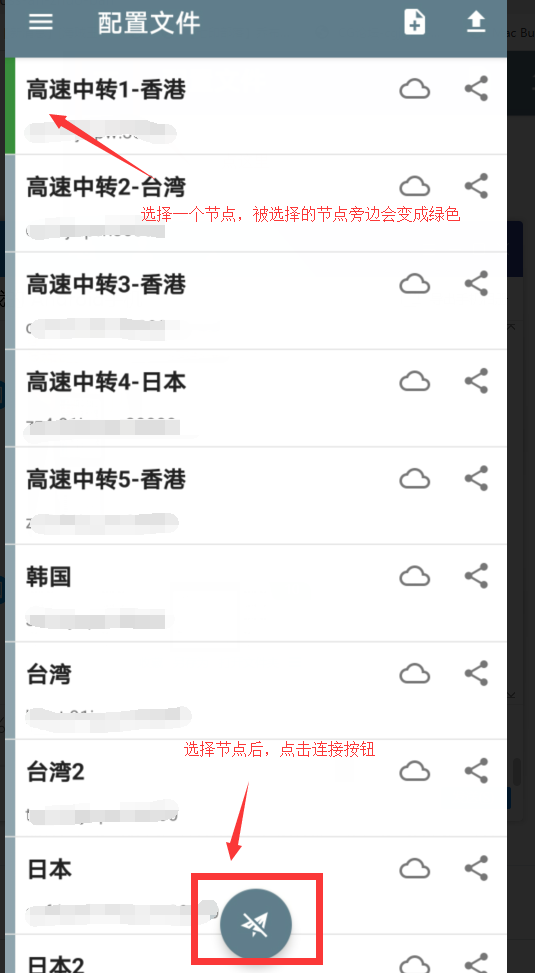 配置文件
高速中转1-香港
高速中转2-台湾
选择一个节点，被选择的节点旁边会变成绿色
高速中转3-香港
高速中转4-日本
高速中转5-香港
韩国
台湾
选择节点后，点击连接按钮
台湾2
日本
日本2